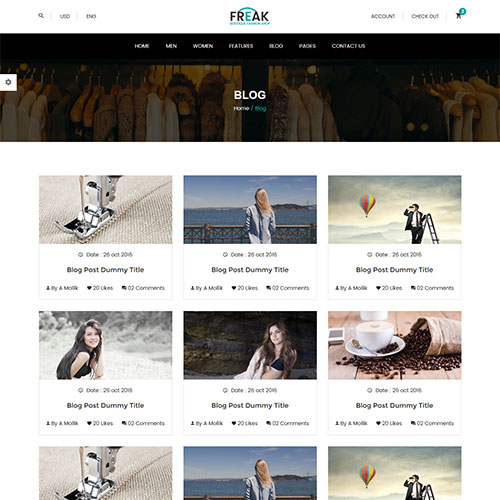 USD ENG FREAK ACCOUNT CHECK OUT 0
BOUTIQUE FASHION SHOP
HOME MEN WOMEN FEATURES BLOG PAGES CONTACT US
BLOG
Home / Blog
Date : 26 oct 2016 Date : 26 oct 2016 Date : 26 oct 2016
Blog Post Dummy Title Blog Post Dummy Title Blog Post Dummy Title
By A Mollik 20 Likes 02 Comments By A Mollik 20 Likes 02 Comments By A Mollik 20 Likes 02 Comments
Date : 26 oct 2016 Date : 26 oct 2016 Date : 26 oct 2016
Blog Post Dummy Title Blog Post Dummy Title Blog Post Dummy Title
By A Mollik 20 Likes 02 Comments By A Mollik 20 Likes 02 Comments By A Mollik 20 Likes 02 Comments